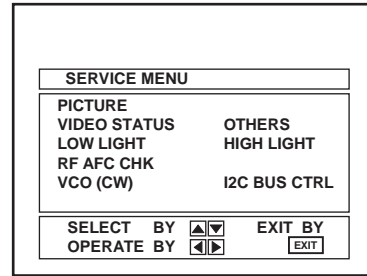 SERVICE MENU
PICTURE
VIDEO STATUS OTHERS
LOW LIGHT HIGH LIGHT
RF AFC CHK
VCO (CW) I2C BUS CTRL
SELECT BY ▲▼ EXIT BY
OPERATE BY ◀▶ EXIT